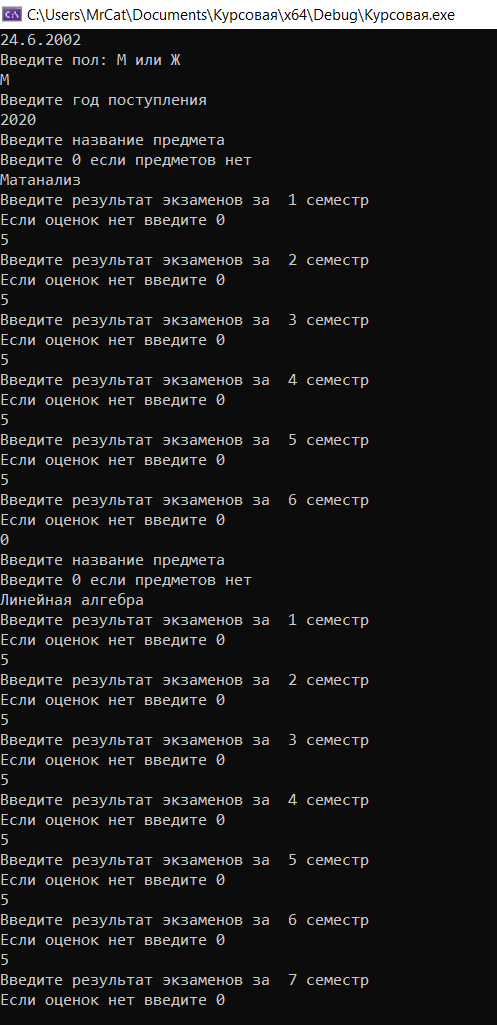 C:\Users\MrCat\Documents\Курсовая\x64\Debug\Курсовая.exe
24.6.2002
Введите пол: М или Ж
М
Введите год поступления
2020
Введите название предмета
Введите 0 если предметов нет
Матанализ
Введите результат экзаменов за  1 семестр
Если оценок нет введите 0
5
Введите результат экзаменов за  2 семестр
Если оценок нет введите 0
5
Введите результат экзаменов за  3 семестр
Если оценок нет введите 0
5
Введите результат экзаменов за  4 семестр
Если оценок нет введите 0
5
Введите результат экзаменов за  5 семестр
Если оценок нет введите 0
5
Введите результат экзаменов за  6 семестр
Если оценок нет введите 0
0
Введите название предмета
Введите 0 если предметов нет
Линейная алгебра
Введите результат экзаменов за  1 семестр
Если оценок нет введите 0
5
Введите результат экзаменов за  2 семестр
Если оценок нет введите 0
5
Введите результат экзаменов за  3 семестр
Если оценок нет введите 0
5
Введите результат экзаменов за  4 семестр
Если оценок нет введите 0
5
Введите результат экзаменов за  5 семестр
Если оценок нет введите 0
5
Введите результат экзаменов за  6 семестр
Если оценок нет введите 0
5
Введите результат экзаменов за  7 семестр
Если оценок нет введите 0